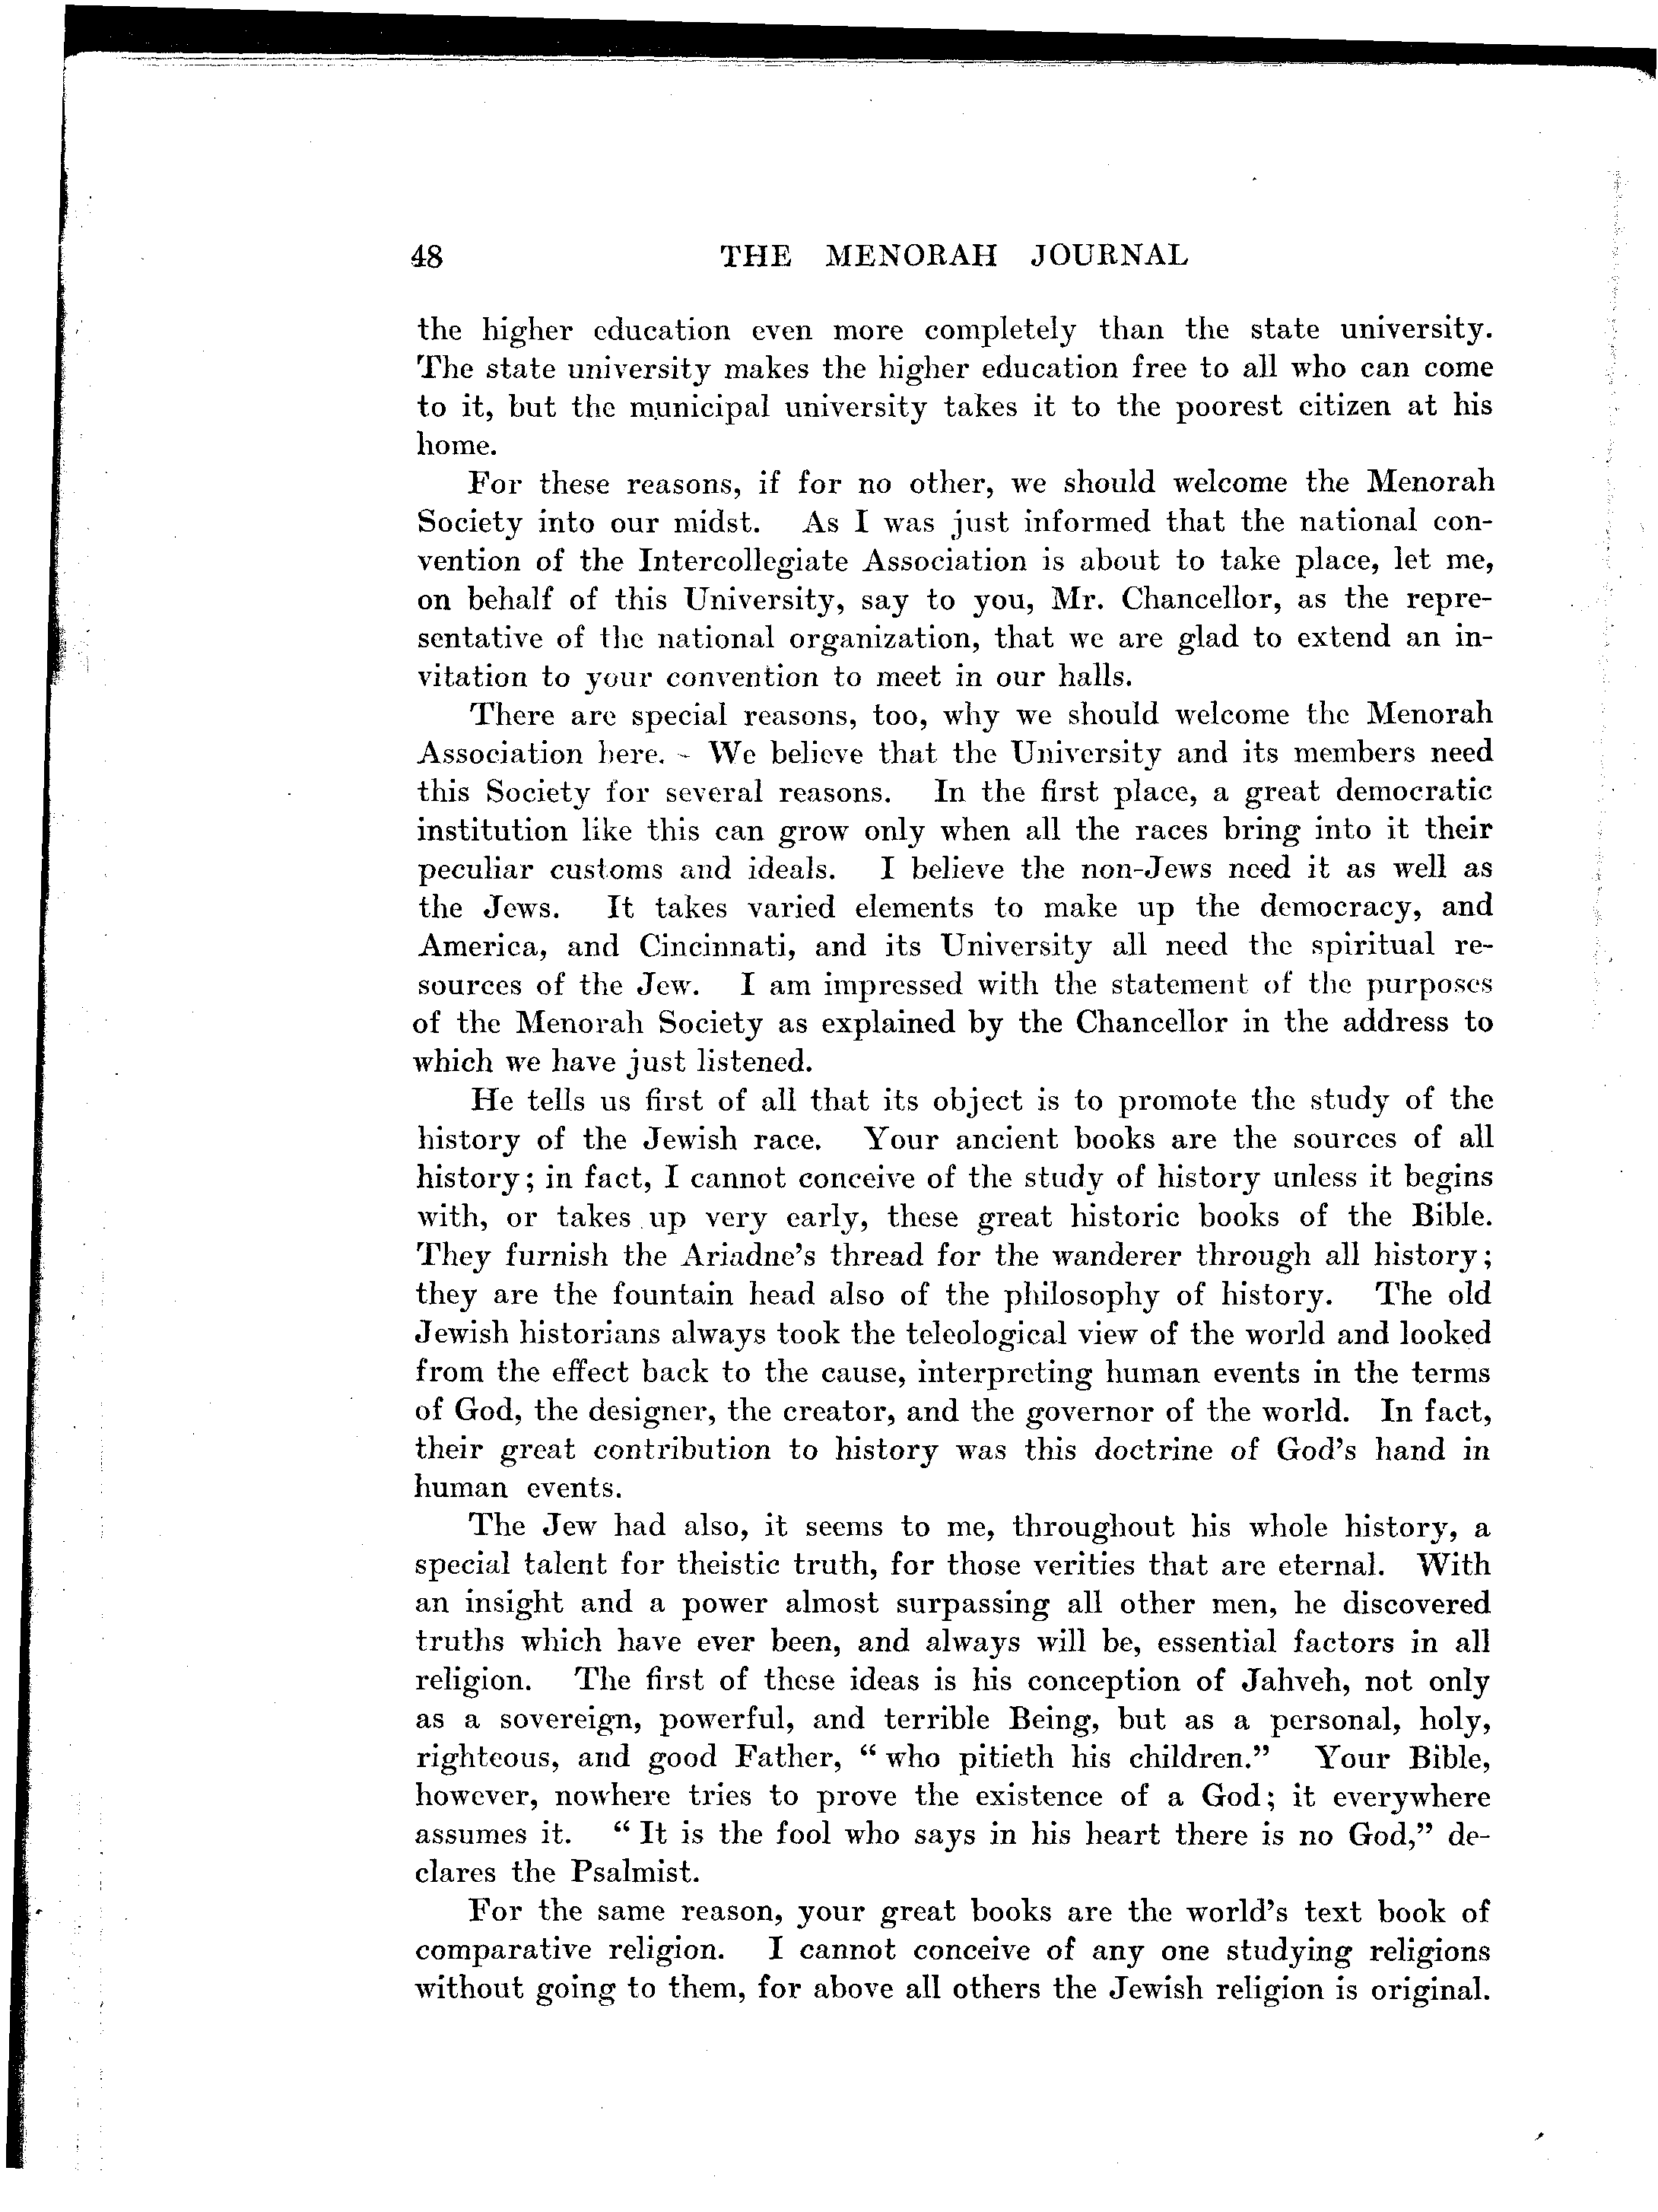 48 THE MENORAH JOURNAL
the higher education even more completely than the state university.
The state university makes the higher education free to all who can come
to it, but the municipal university takes it to the poorest citizen at his
home.
For these reasons, if for no other, we should welcome the Menorah
Society into our midst. As I was just informed that the national con-
vention of the Intercollegiate Association is about to take place, let me,
on behalf of this University, say to you, Mr. Chancellor, as the repre-
sentative of the national organization, that we are glad to extend an in-
vitation to your convention to meet in our halls.
There are special reasons, too, why we should welcome the Menorah
Association here. - We believe that the University and its members need
this Society for several reasons. In the first place, a great democratic
institution like this can grow only when all the races bring into it their
peculiar customs and ideals. I believe the non-Jews need it as well as
the Jews. It takes varied elements to make up the democracy, and
America, and Cincinnati, and its University all need the spiritual re-
sources of the Jew. I am impressed with the statement of the purposes
of the Menorah Society as explained by the Chancellor in the address to
which we have just listened.
He tells us first of all that its object is to promote the study of the
history of the Jewish race. Your ancient books are the sources of all
history; in fact, I cannot conceive of the study of history unless it begins
with, or takes up very early, these great historic books of the Bible.
They furnish the Ariadne's thread for the wanderer through all history;
they are the fountain head also of the philosophy of history. The old
Jewish historians always took the teleological view of the world and looked
from the effect back to the cause, interpreting human events in the terms
of God, the designer, the creator, and the governor of the world. In fact,
their great contribution to history was this doctrine of God's hand in
human events.
The Jew had also, it seems to me, throughout his whole history, a
special talent for theistic truth, for those verities that are eternal. With
an insight and a power almost surpassing all other men, he discovered
truths which have ever been, and always will be, essential factors in all
religion. The first of these ideas is his conception of Jahveh, not only
as a sovereign, powerful, and terrible Being, but as a personal, holy,
righteous, and good Father, "who pitieth his children." Your Bible,
however, nowhere tries to prove the existence of a God; it everywhere
assumes it. "It is the fool who says in his heart there is no God," de-
clares the Psalmist.
For the same reason, your great books are the world's text book of
comparative religion. I cannot conceive of any one studying religions
without going to them, for above all others the Jewish religion is original.